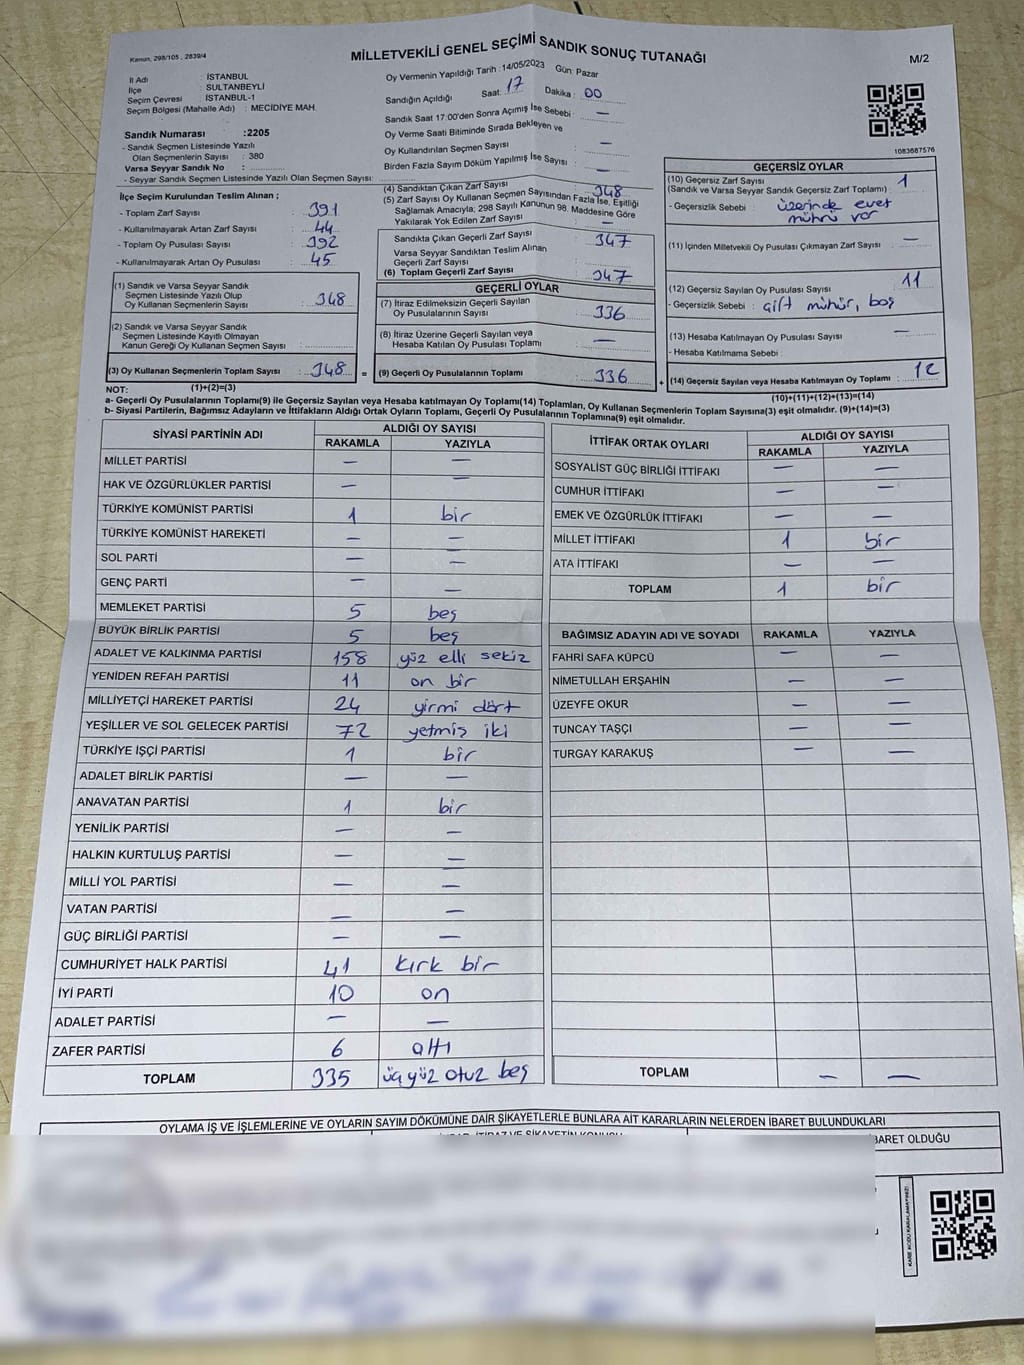 Kanun, 298/105 , 2839/4
MİLLETVEKİLİ GENEL SEÇİMİ SANDIK SONUÇ TUTANAĞI
M/2
İl Adı : İSTANBUL
İlçe : SULTANBEYLİ
Seçim Çevresi : İSTANBUL-1
Seçim Bölgesi (Mahalle Adı) : MECİDİYE MAH.
Sandık Numarası :2205
- Sandık Seçmen Listesinde Yazılı
Olan Seçmenlerin Sayısı : 380
Varsa Seyyar Sandık No :
- Seyyar Sandık Seçmen Listesinde Yazılı Olan Seçmen Sayısı:
Oy Vermenin Yapıldığı Tarih :14/05/2023 Gün: Pazar
Sandığın Açıldığı Saat: 17 Dakika : 00
Sandık Saat 17:00'den Sonra Açımış İse Sebebi : —
Oy Verme Saati Bitiminde Sırada Bekleyen ve
Oy Kullandırılan Seçmen Sayısı : —
Birden Fazla Sayım Döküm Yapılmış İse Sayısı : —
1083687576
İlçe Seçim Kurulundan Teslim Alınan ;
- Toplam Zarf Sayısı : 391
- Kullanılmayarak Artan Zarf Sayısı : 44
- Toplam Oy Pusulası Sayısı : 392
- Kullanılmayarak Artan Oy Pusulası : 45
(1) Sandık ve Varsa Seyyar Sandık
Seçmen Listesinde Yazılı Olup
Oy Kullanan Seçmenlerin Sayısı : 348
(2) Sandık ve Varsa Seyyar Sandık
Seçmen Listesinde Kayıtlı Olmayan
Kanun Gereği Oy Kullanan Seçmen Sayısı :
(3) Oy Kullanan Seçmenlerin Toplam Sayısı : 348 =
(4) Sandıktan Çıkan Zarf Sayısı : 348
(5) Zarf Sayısı Oy Kullanan Seçmen Sayısından Fazla İse, Eşitliği
Sağlamak Amacıyla; 298 Sayılı Kanunun 98. Maddesine Göre
Yakılarak Yok Edilen Zarf Sayısı : —
Sandıkta Çıkan Geçerli Zarf Sayısı : 347
Varsa Seyyar Sandıktan Teslim Alınan
Geçerli Zarf Sayısı :
(6) Toplam Geçerli Zarf Sayısı : 347
GEÇERLİ OYLAR
(7) İtiraz Edilmeksizin Geçerli Sayılan
Oy Pusulalarının Sayısı : 336
(8) İtiraz Üzerine Geçerli Sayılan veya
Hesaba Katılan Oy Pusulası Toplamı : —
(9) Geçerli Oy Pusulalarının Toplamı : 336 +
GEÇERSİZ OYLAR
(10) Geçersiz Zarf Sayısı : 1
(Sandık ve Varsa Seyyar Sandık Geçersiz Zarf Toplamı)
- Geçersizlik Sebebi : üzerinde evet
mührü var
(11) İçinden Milletvekili Oy Pusulası Çıkmayan Zarf Sayısı : —
(12) Geçersiz Sayılan Oy Pusulası Sayısı : 11
- Geçersizlik Sebebi : çift mühür, boş
(13) Hesaba Katılmayan Oy Pusulası Sayısı : —
- Hesaba Katılmama Sebebi :
(14) Geçersiz Sayılan veya Hesaba Katılmayan Oy Toplamı : 12
NOT: (1)+(2)=(3) (10)+(11)+(12)+(13)=(14)
a- Geçerli Oy Pusulalarının Toplamı(9) ile Geçersiz Sayılan veya Hesaba Katılmayan Oy Toplamı(14) Toplamları, Oy Kullanan Seçmenlerin Toplam Sayısına(3) eşit olmalıdır. (9)+(14)=(3)
b- Siyasi Partilerin, Bağımsız Adayların ve İttifakların Aldığı Ortak Oyların Toplamı, Geçerli Oy Pusulalarının Toplamına(9) eşit olmalıdır.
SİYASİ PARTİNİN ADI ALDIĞI OY SAYISI
RAKAMLA YAZIYLA
MİLLET PARTİSİ — —
HAK VE ÖZGÜRLÜKLER PARTİSİ — —
TÜRKİYE KOMÜNİST PARTİSİ 1 bir
TÜRKİYE KOMÜNİST HAREKETİ — —
SOL PARTİ — —
GENÇ PARTİ — —
MEMLEKET PARTİSİ 5 beş
BÜYÜK BİRLİK PARTİSİ 5 beş
ADALET VE KALKINMA PARTİSİ 158 yüz elli sekiz
YENİDEN REFAH PARTİSİ 11 on bir
MİLLİYETÇİ HAREKET PARTİSİ 24 yirmi dört
YEŞİLLER VE SOL GELECEK PARTİSİ 72 yetmiş iki
TÜRKİYE İŞÇİ PARTİSİ 1 bir
ADALET BİRLİK PARTİSİ — —
ANAVATAN PARTİSİ 1 bir
YENİLİK PARTİSİ — —
HALKIN KURTULUŞ PARTİSİ — —
MİLLİ YOL PARTİSİ — —
VATAN PARTİSİ — —
GÜÇ BİRLİĞİ PARTİSİ — —
CUMHURİYET HALK PARTİSİ 41 kırk bir
İYİ PARTİ 10 on
ADALET PARTİSİ — —
ZAFER PARTİSİ 6 altı
TOPLAM 335 üçyüz otuz beş
İTTİFAK ORTAK OYLARI ALDIĞI OY SAYISI
RAKAMLA YAZIYLA
SOSYALİST GÜÇ BİRLİĞİ İTTİFAKI — —
CUMHUR İTTİFAKI — —
EMEK VE ÖZGÜRLÜK İTTİFAKI — —
MİLLET İTTİFAKI 1 bir
ATA İTTİFAKI — —
TOPLAM 1 bir
BAĞIMSIZ ADAYIN ADI VE SOYADI RAKAMLA YAZIYLA
FAHRİ SAFA KÜPCÜ — —
NİMETULLAH ERŞAHİN — —
ÜZEYFE OKUR — —
TUNCAY TAŞÇI — —
TURGAY KARAKUŞ — —
TOPLAM — —
OYLAMA İŞ VE İŞLEMLERİNE VE OYLARIN SAYIM DÖKÜMÜNE DAİR ŞİKAYETLERLE BUNLARA AİT KARARLARIN NELERDEN İBARET BULUNDUKLARI
İTİRAZ VE ŞİKAYETİN KONUSU
İBARET OLDUĞU